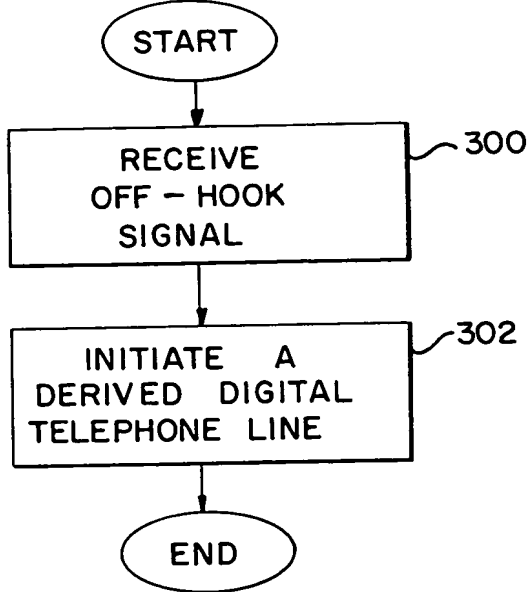 START
RECEIVE
OFF-HOOK
SIGNAL
300
INITIATE A
DERIVED DIGITAL
TELEPHONE LINE
302
END